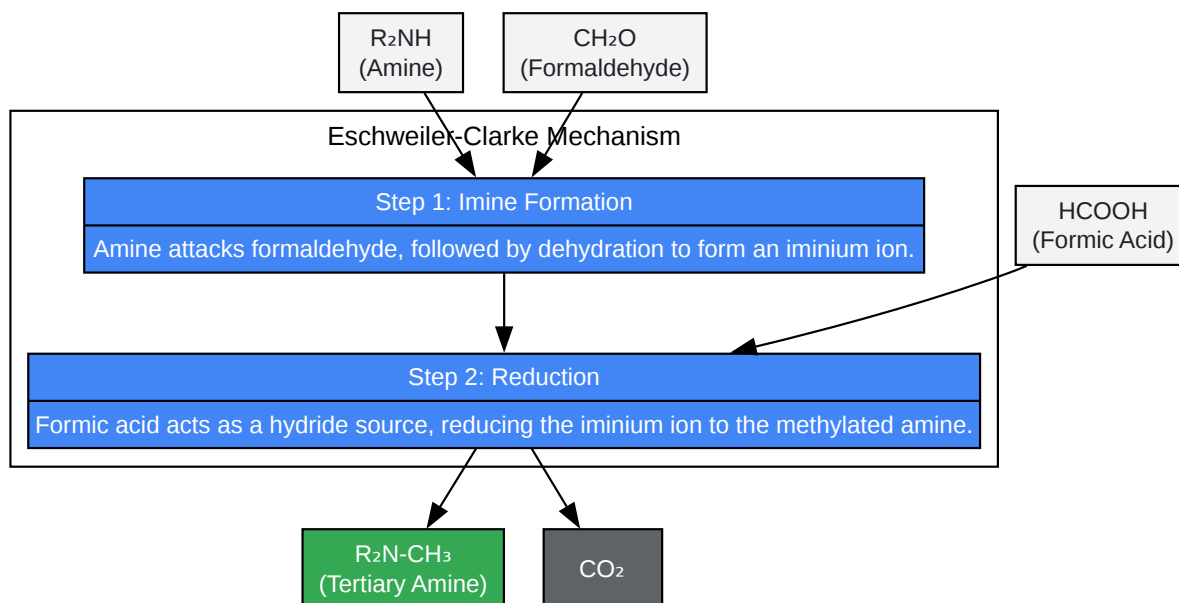 R₂NH
(Amine)
CH₂O
(Formaldehyde)
Eschweiler-Clarke Mechanism
Step 1: Imine Formation
Amine attacks formaldehyde, followed by dehydration to form an iminium ion.
HCOOH
(Formic Acid)
Step 2: Reduction
Formic acid acts as a hydride source, reducing the iminium ion to the methylated amine.
R₂N-CH₃
(Tertiary Amine)
CO₂